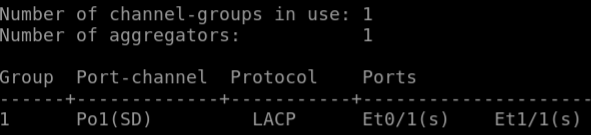 Number of channel-groups in use: 1
Number of aggregators:           1
Group  Port-channel  Protocol    Ports
------+-------------+-----------+-----------------------
1      Po1(SD)         LACP      Et0/1(s)    Et1/1(s)